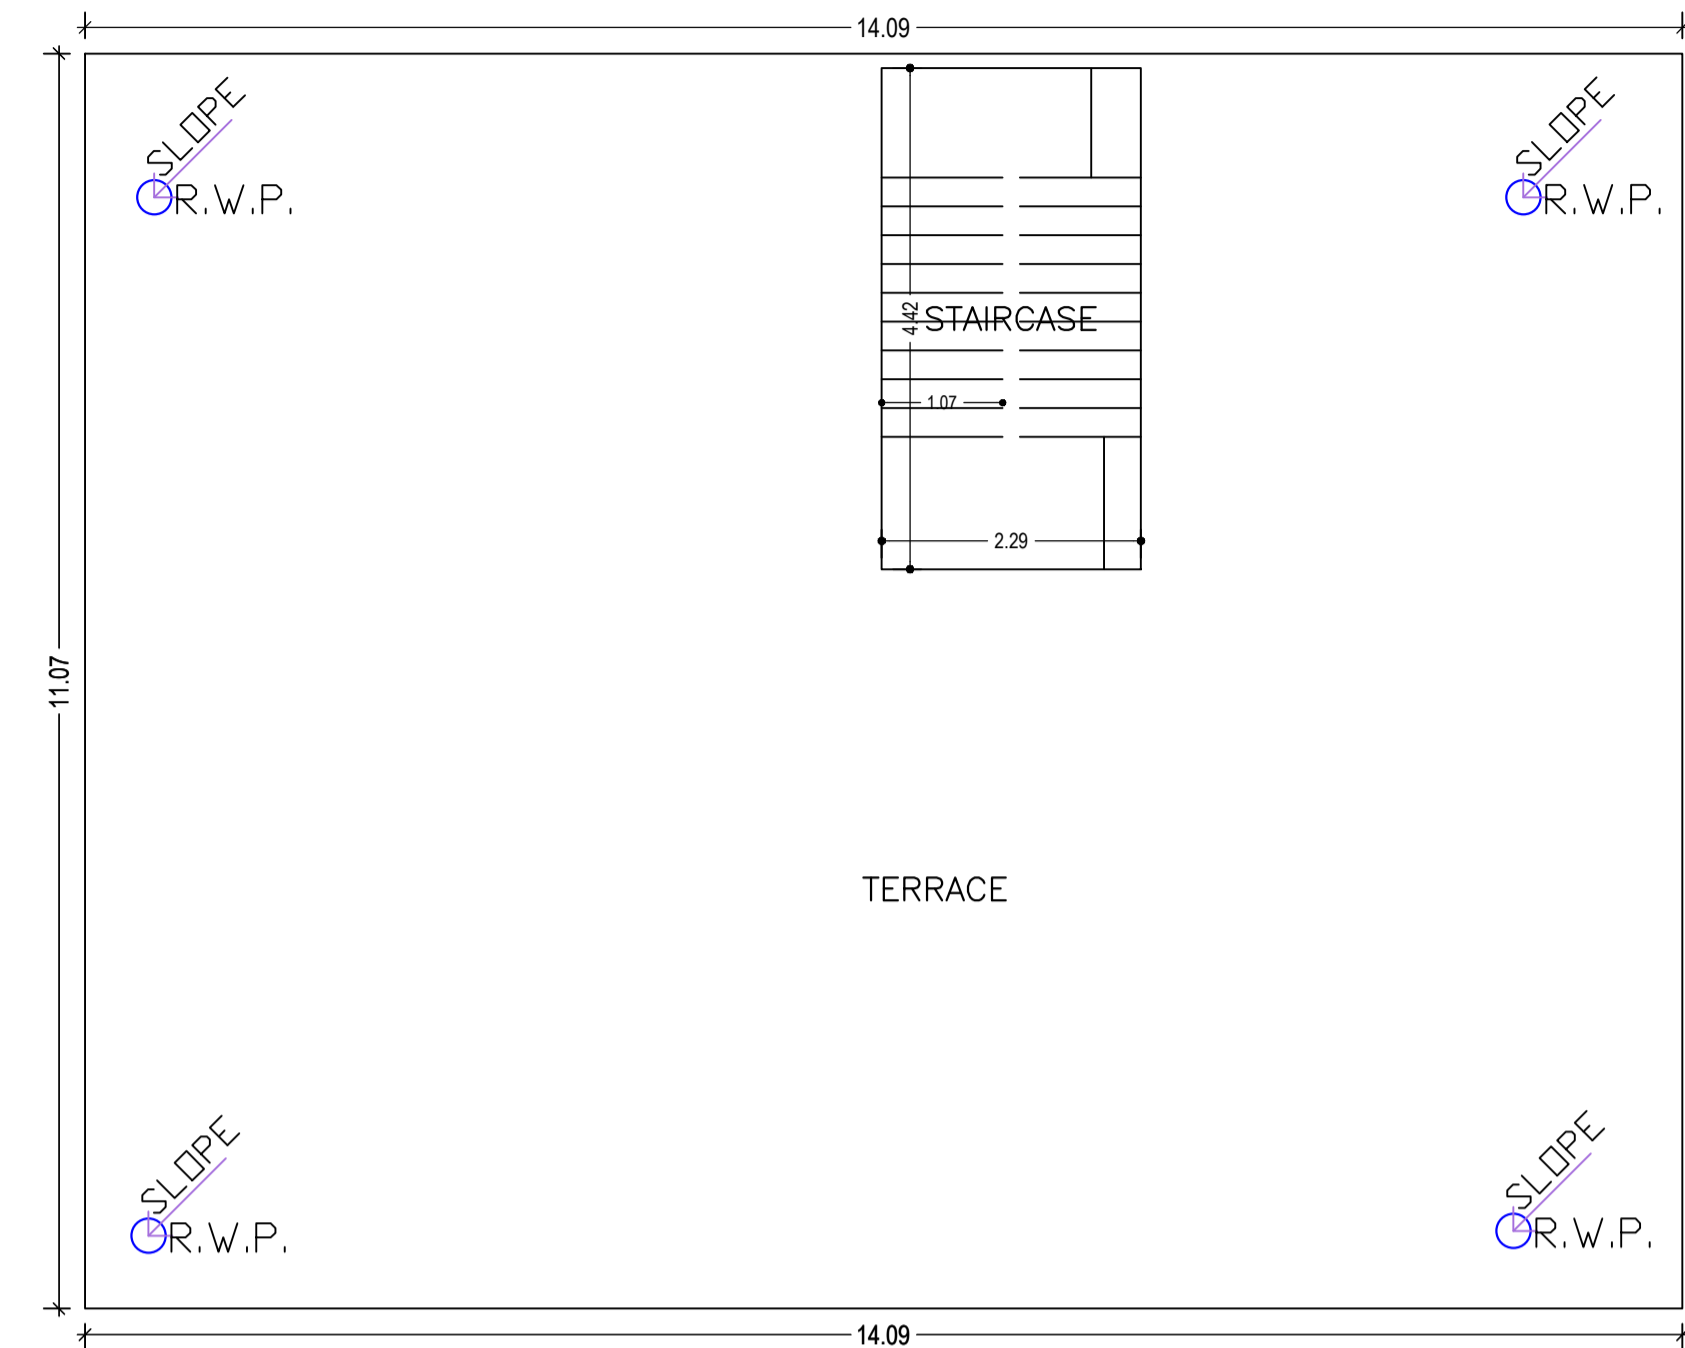 14.09
SLOPE
R.W.P.
SLOPE
R.W.P.
4.42
STAIRCASE
1.07
2.29
11.07
TERRACE
SLOPE
R.W.P.
SLOPE
R.W.P.
14.09